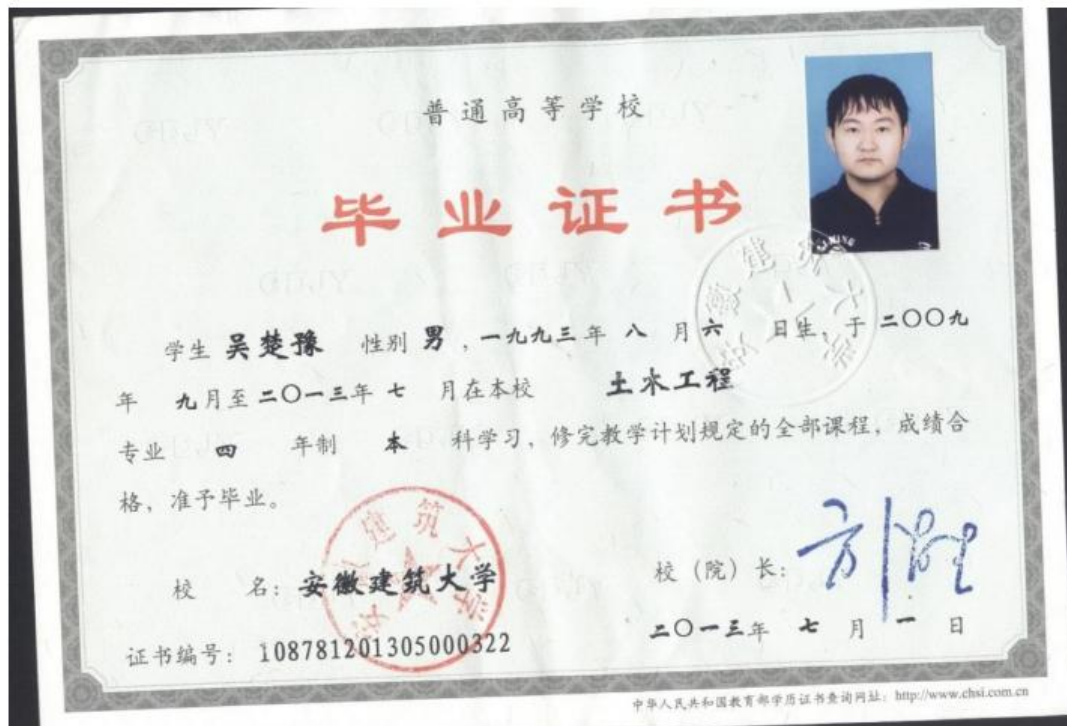 普通高等学校
毕业证书
学生 吴楚豫 性别 男，一九九三年 八 月 六 日生，于 二〇〇九
年 九月至 二〇一三年 七 月在本校 土木工程
专业 四 年制 本 科学习，修完教学计划规定的全部课程，成绩合
格，准予毕业。
安徽建筑大学
校 名：安徽建筑大学
校（院）长：
二〇一三年 七 月 一 日
证书编号：108781201305000322
中华人民共和国教育部学历证书查询网址：http://www.chsi.com.cn